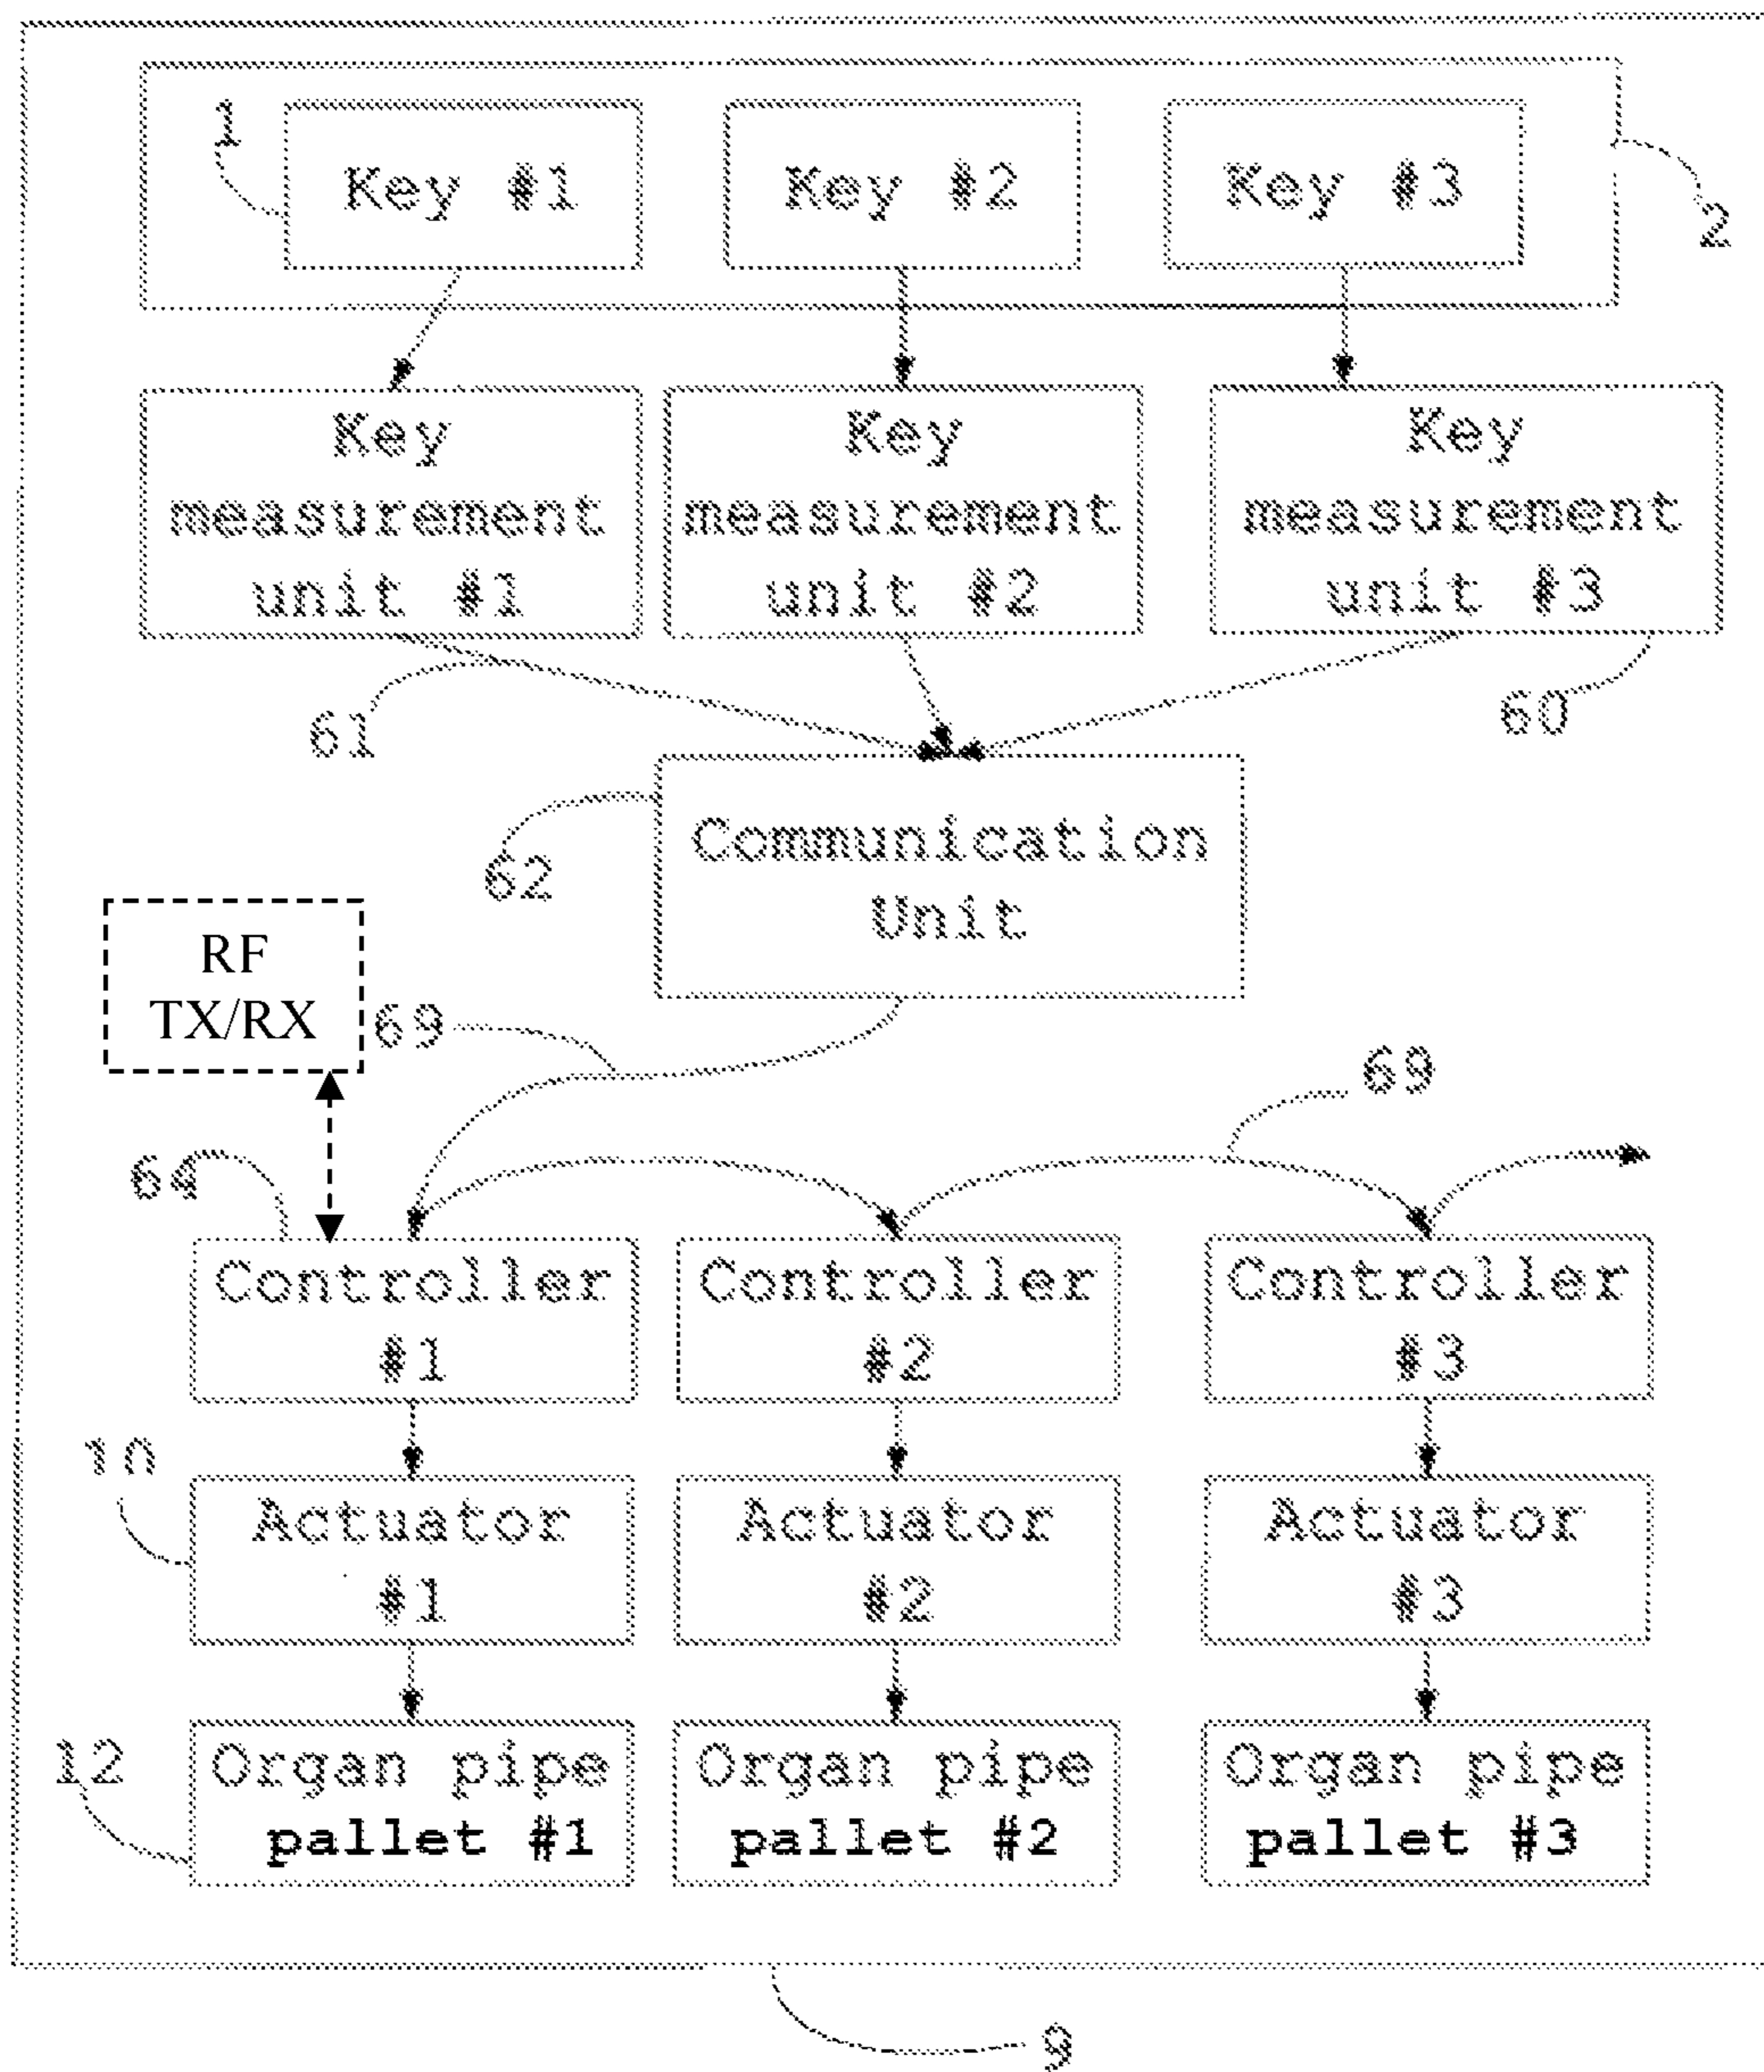 1
Key #1
Key #2
Key #3
2
Key
measurement
unit #1
Key
measurement
unit #2
Key
measurement
unit #3
61
60
62
Communication
Unit
RF
TX/RX
69
69
64
Controller
#1
Controller
#2
Controller
#3
10
Actuator
#1
Actuator
#2
Actuator
#3
12
Organ pipe
pallet #1
Organ pipe
pallet #2
Organ pipe
pallet #3
9